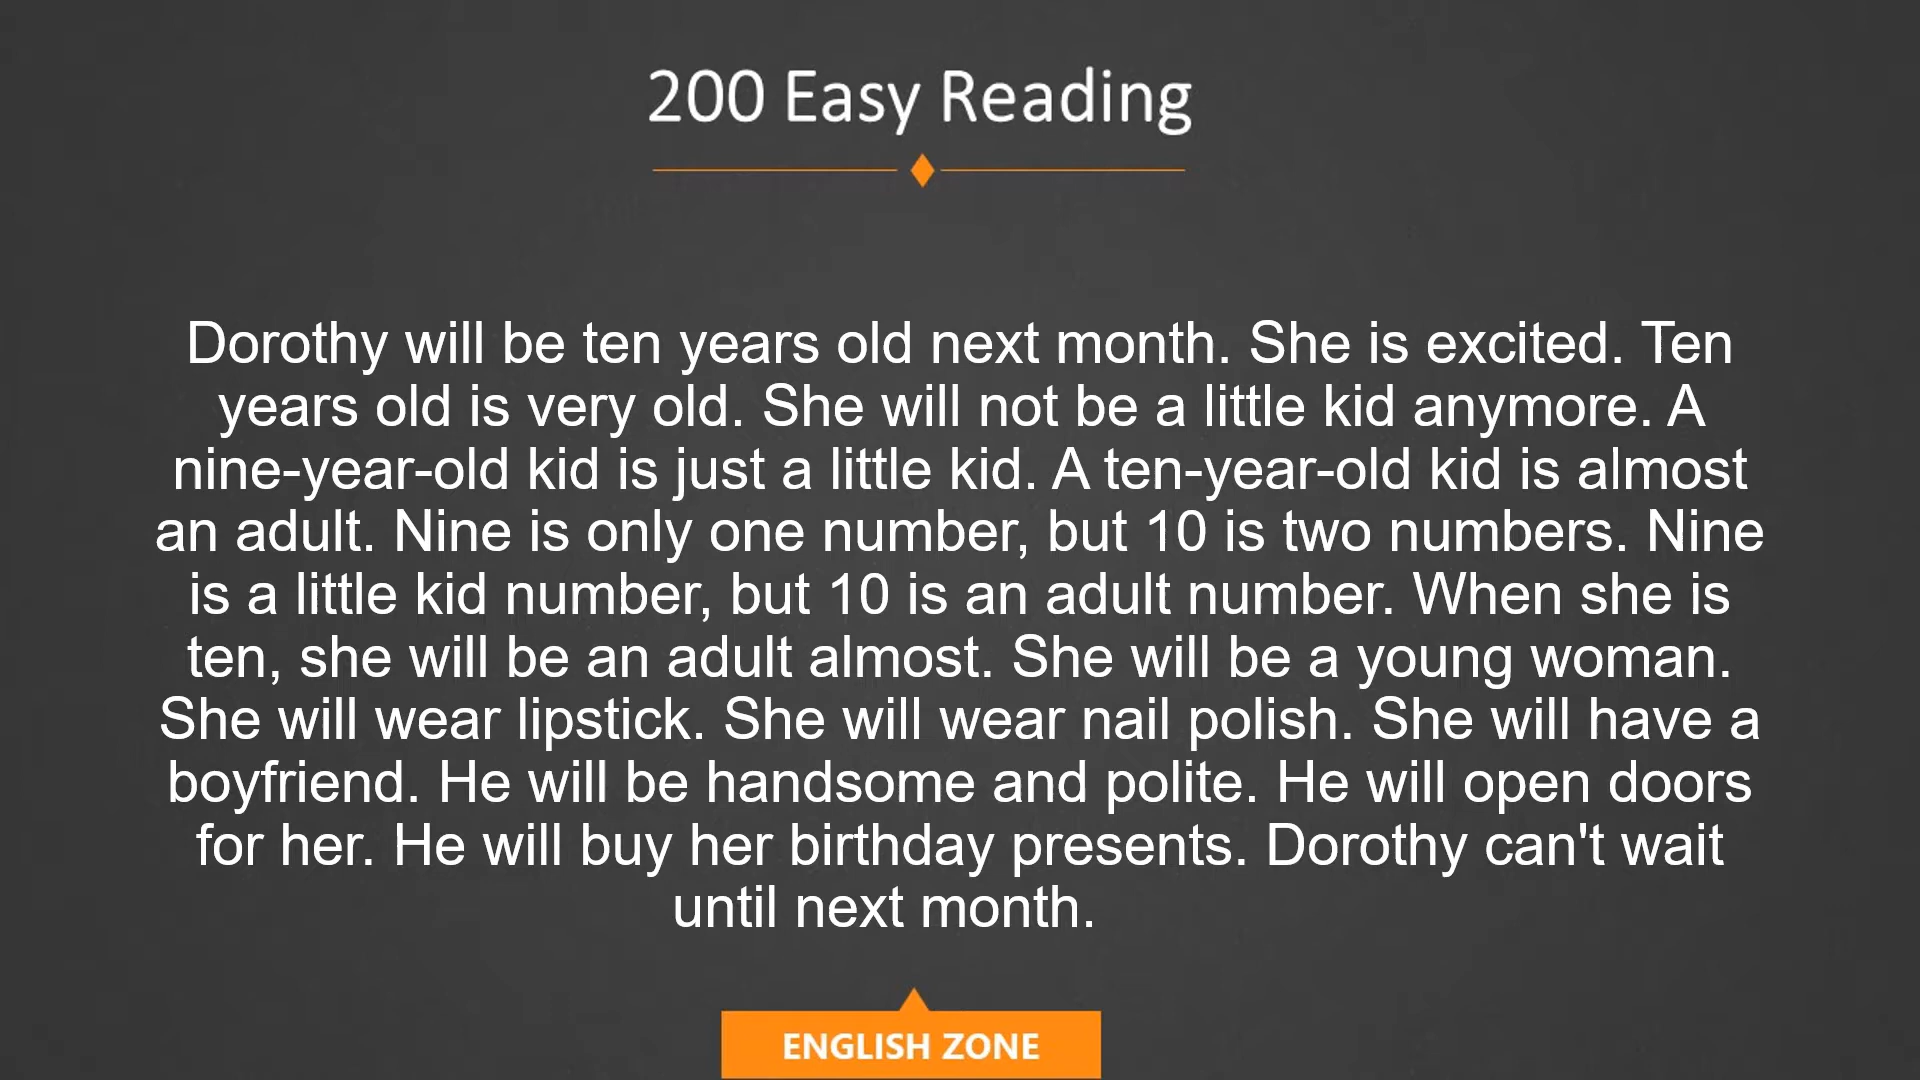 200 Easy Reading
Dorothy will be ten years old next month. She is excited. Ten
years old is very old. She will not be a little kid anymore. A
nine-year-old kid is just a little kid. A ten-year-old kid is almost
an adult. Nine is only one number, but 10 is two numbers. Nine
is a little kid number, but 10 is an adult number. When she is
ten, she will be an adult almost. She will be a young woman.
She will wear lipstick. She will wear nail polish. She will have a
boyfriend. He will be handsome and polite. He will open doors
for her. He will buy her birthday presents. Dorothy can't wait
until next month.
ENGLISH ZONE